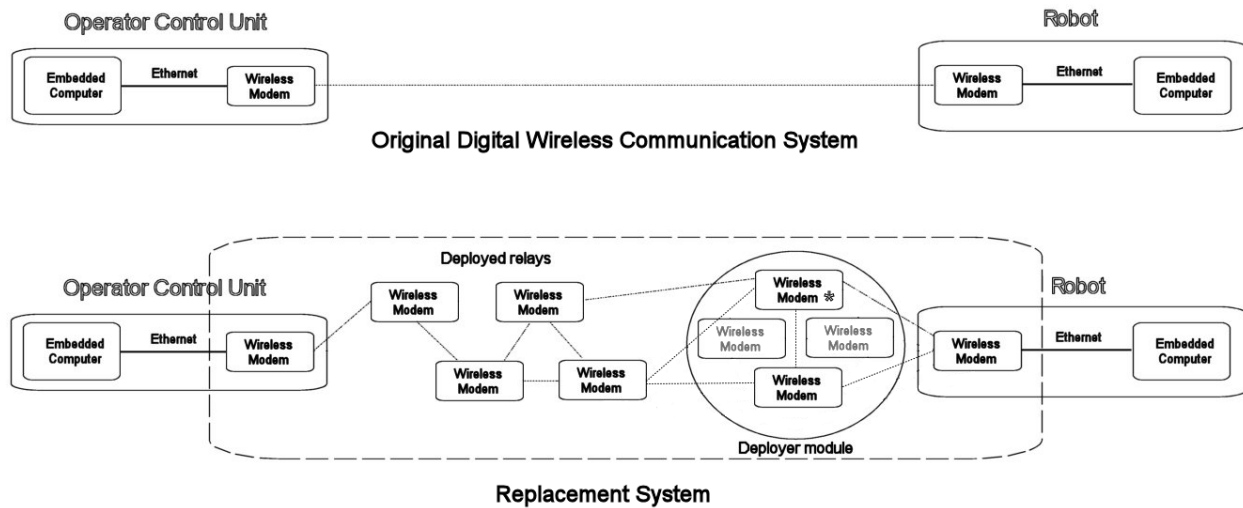 Operator Control Unit
Robot
Embedded
Computer
Ethernet
Wireless
Modem
Wireless
Modem
Ethernet
Embedded
Computer
Original Digital Wireless Communication System
Operator Control Unit
Deployed relays
Robot
Embedded
Computer
Ethernet
Wireless
Modem
Wireless
Modem
Wireless
Modem
Wireless
Modem
Wireless
Modem
Wireless
Modem *
Wireless
Modem
Wireless
Modem
Wireless
Modem
Deployer module
Wireless
Modem
Ethernet
Embedded
Computer
Replacement System